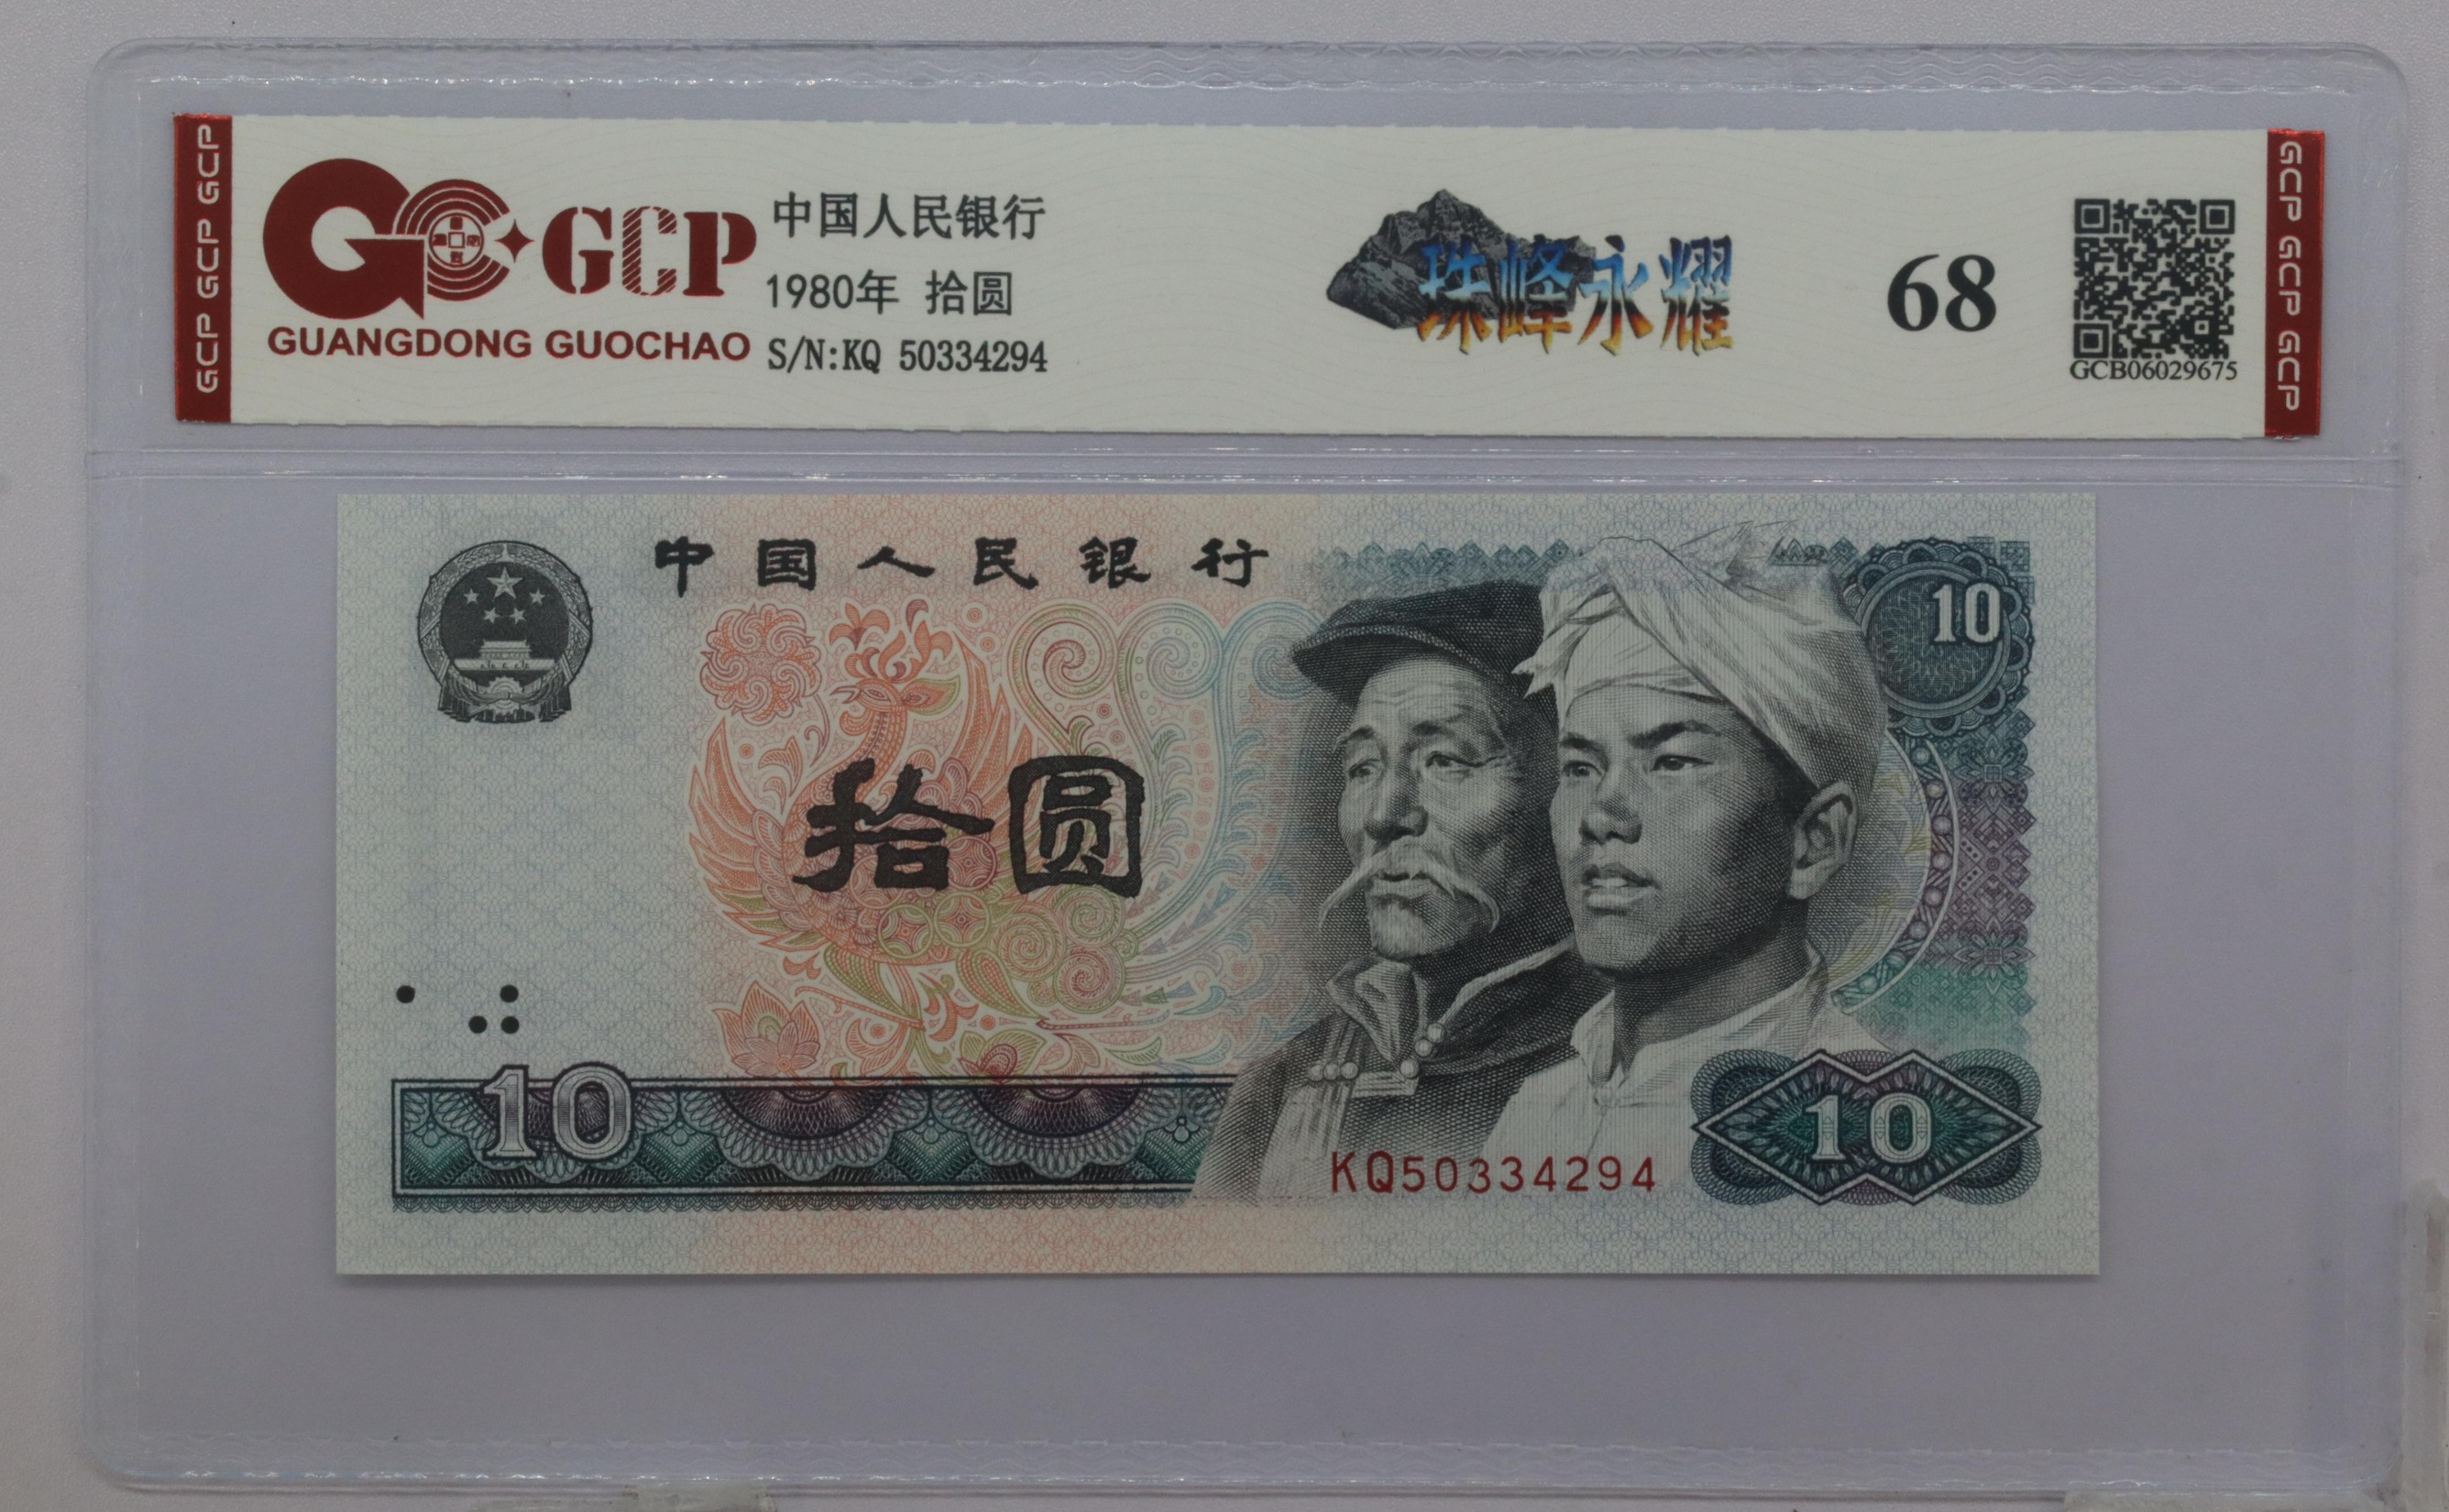 GCP GCP GCP
GCP
GUANGDONG GUOCHAO
中国人民银行
1980年 拾圆
S/N:KQ 50334294
珠峰永耀
68
GCB06029675
GCP GCP GCP
中国人民银行
10
拾圆
10
KQ50334294
10